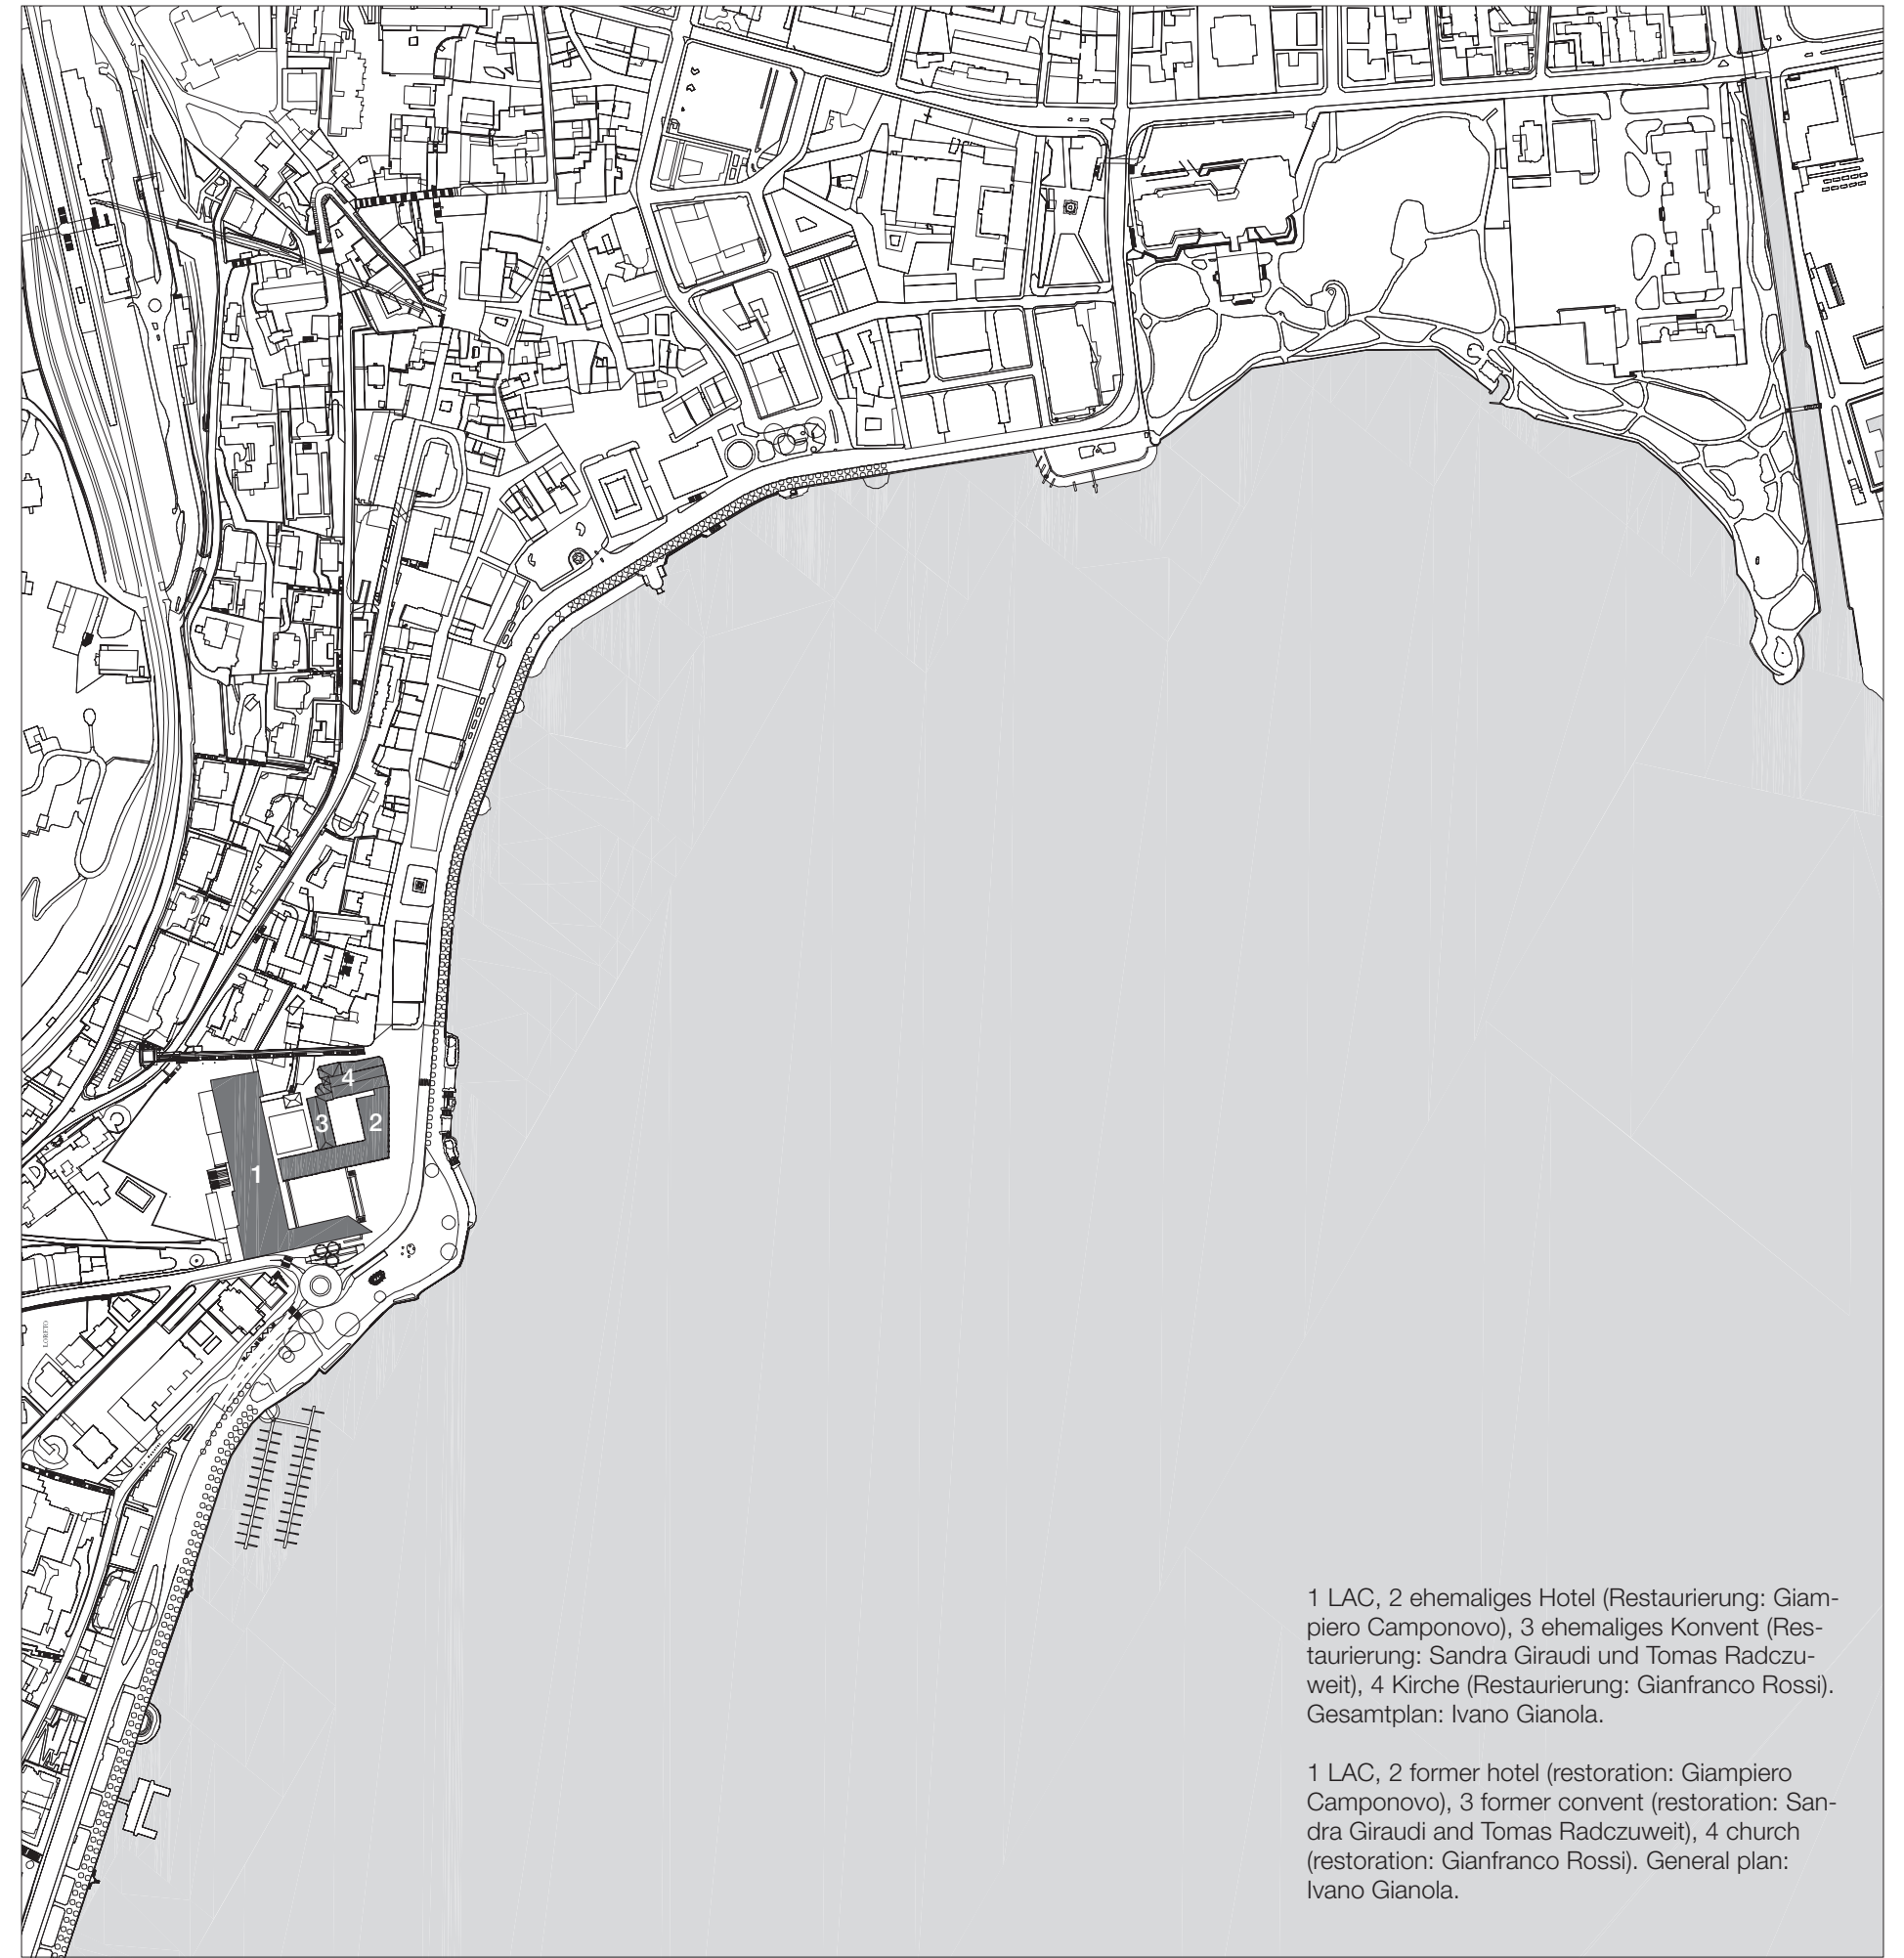 4
3
2
1
LORETO
1 LAC, 2 ehemaliges Hotel (Restaurierung: Giam-
piero Camponovo), 3 ehemaliges Konvent (Res-
taurierung: Sandra Giraudi und Tomas Radczu-
weit), 4 Kirche (Restaurierung: Gianfranco Rossi).
Gesamtplan: Ivano Gianola.
1 LAC, 2 former hotel (restoration: Giampiero
Camponovo), 3 former convent (restoration: San-
dra Giraudi and Tomas Radczuweit), 4 church
(restoration: Gianfranco Rossi). General plan:
Ivano Gianola.